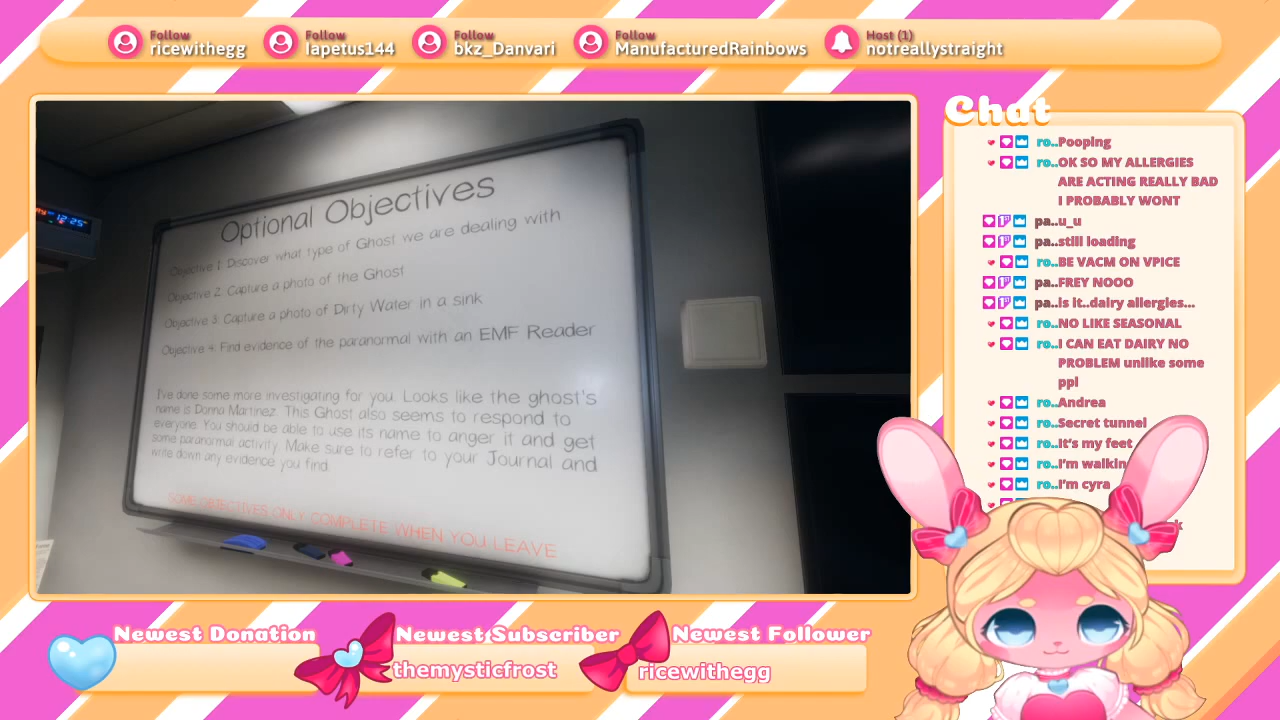 Follow
ricewithegg
Follow
Iapetus144
Follow
bkz_Danvari
Follow
ManufacturedRainbows
Host (1)
notreallystraight
12:25
Optional Objectives
Objective 1: Discover what type of Ghost we are dealing with
Objective 2: Capture a photo of the Ghost
Objective 3: Capture a photo of Dirty Water in a sink
Objective 4: Find evidence of the paranormal with an EMF Reader
I've done some more investigating for you. Looks like the ghost's
name is Donna Martinez. This Ghost also seems to respond to
everyone. You should be able to use its name to anger it and get
some paranormal activity. Make sure to refer to your Journal and
write down any evidence you find.
SOME OBJECTIVES ONLY COMPLETE WHEN YOU LEAVE
Chat
ro..Pooping
ro..OK SO MY ALLERGIES
ARE ACTING REALLY BAD
I PROBABLY WONT
pa..u_u
pa..still loading
ro..BE VACM ON VPICE
pa..FREY NOOO
pa..is it..dairy allergies...
ro..NO LIKE SEASONAL
ro..I CAN EAT DAIRY NO
PROBLEM unlike some
ppl
ro..Andrea
ro..Secret tunnel
ro..It's my feet
ro..I'm walkin
ro..I'm cyra
Newest Donation
Newest Subscriber
themysticfrost
Newest Follower
ricewithegg